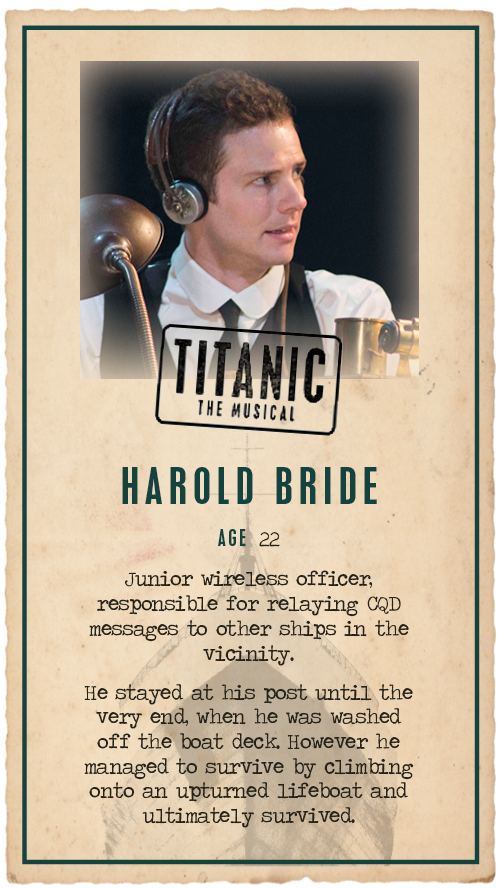 TITANIC
THE MUSICAL
HAROLD BRIDE
AGE 22
Junior wireless officer,
responsible for relaying CQD
messages to other ships in the
vicinity.
He stayed at his post until the
very end, when he was washed
off the boat deck. However he
managed to survive by climbing
onto an upturned lifeboat and
ultimately survived.